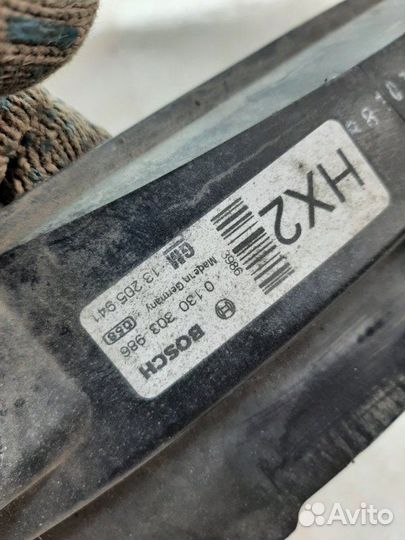 HX2
986
BOSCH
0 130 303 986
Made in Germany
GM 13 205 941
Avito